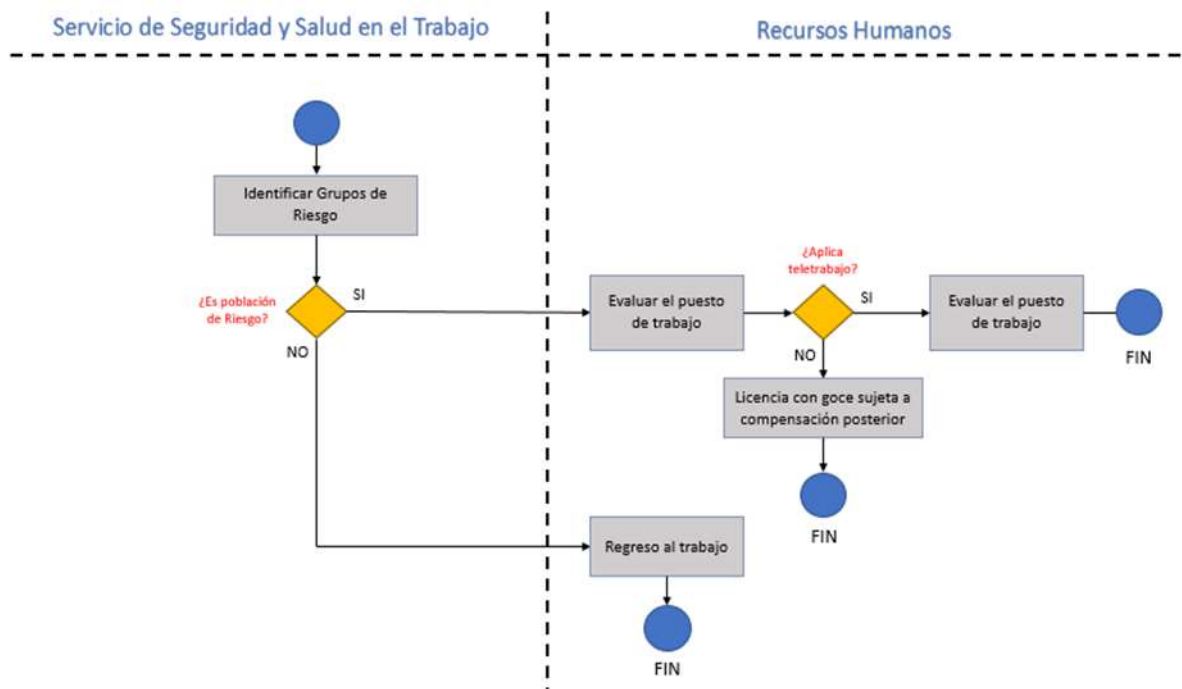 Servicio de Seguridad y Salud en el Trabajo
Recursos Humanos
Identificar Grupos de
Riesgo
¿Es población
de Riesgo?
SI
NO
Evaluar el puesto
de trabajo
¿Aplica
teletrabajo?
SI
NO
Evaluar el puesto
de trabajo
FIN
Licencia con goce sujeta a
compensación posterior
FIN
Regreso al trabajo
FIN